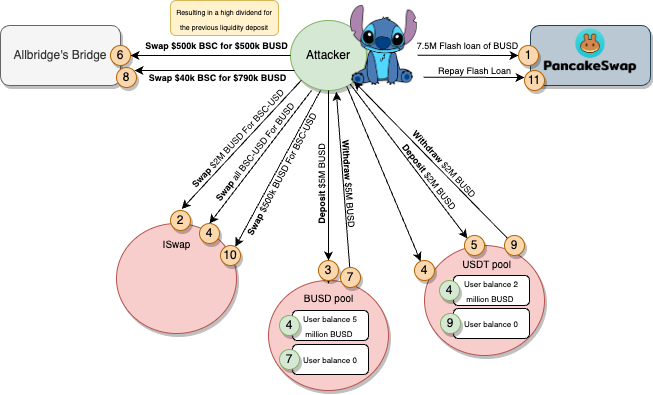 Resulting in a high dividend for
the previous liquidity deposit
Allbridge's Bridge
6
8
Swap $500k BSC for $500k BUSD
Swap $40k BSC for $790k BUSD
Attacker
7.5M Flash loan of BUSD
Repay Flash Loan
1
11
PancakeSwap
Swap $2M BUSD For BSC-USD
Swap all BSC-USD For BUSD
Swap $500k BUSD For BSC-USD
Deposit $5M BUSD
Withdraw $5M BUSD
Deposit $2M BUSD
Withdraw $2M BUSD
2
4
10
ISwap
3
7
BUSD pool
4
User balance 5
million BUSD
7
User balance 0
4
5
9
USDT pool
4
User balance 2
million BUSD
9
User balance 0